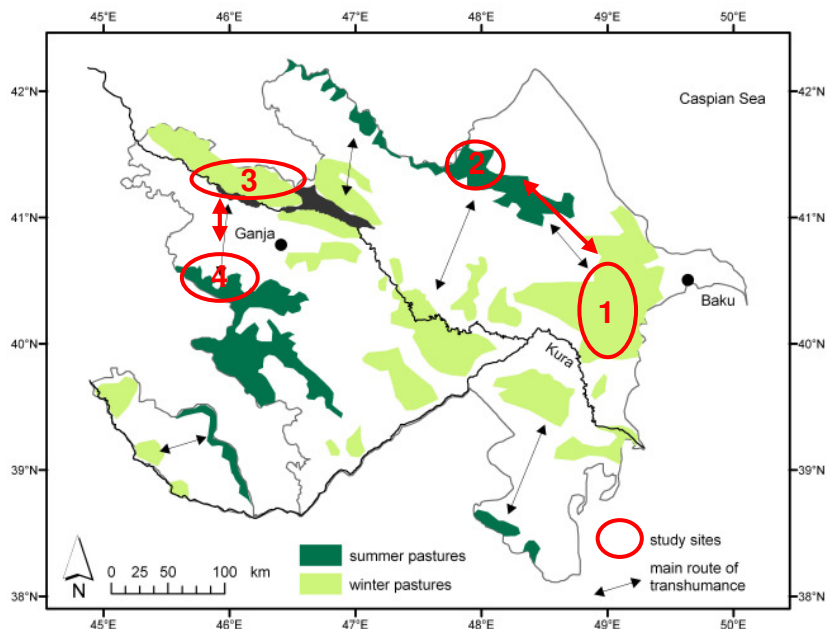 45°E 46°E 47°E 48°E 49°E 50°E
42°N 42°N
Caspian Sea
2
3
41°N 41°N
Ganja
4
1
Baku
40°N 40°N
Kura
39°N 39°N
study sites
summer pastures
main route of
transhumance
0 25 50 100
km
winter pastures
N
38°N 38°N
45°E 46°E 47°E 48°E 49°E 50°E